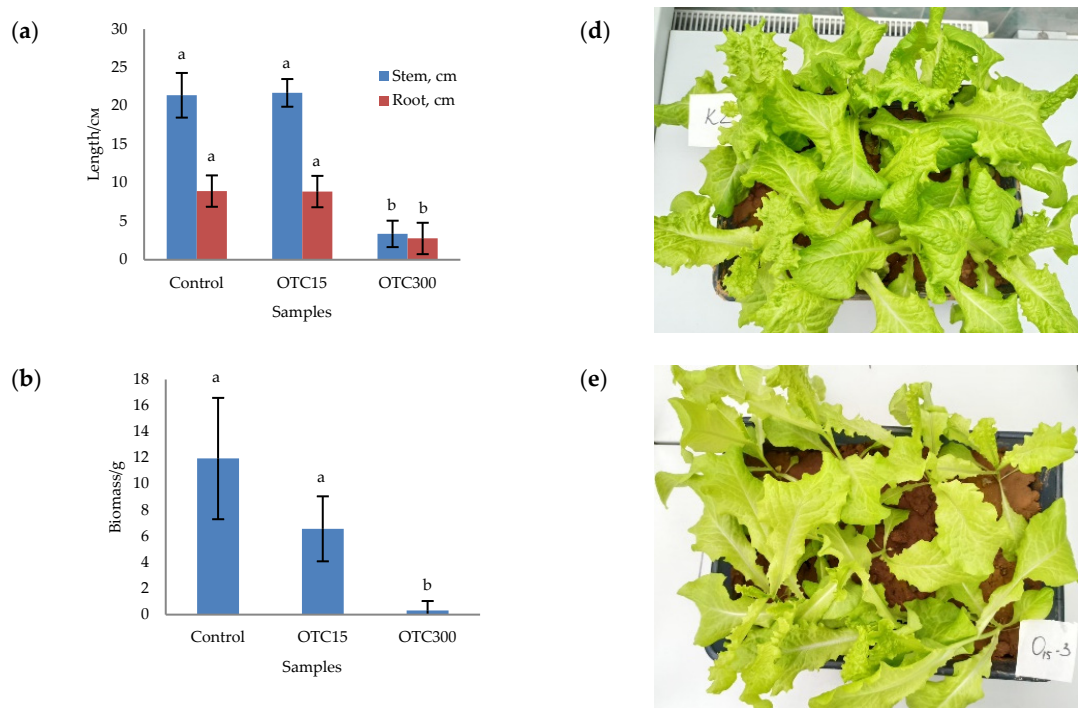 (a)
30
25
20
15
10
5
0
Length/см
a
a
a
a
b
b
Stem, cm
Root, cm
Control
OTC15
OTC300
Samples
(b)
18
16
14
12
10
8
6
4
2
0
Biomass/g
a
a
b
Control
OTC15
OTC300
Samples
(d)
(e)
O₁₅-3